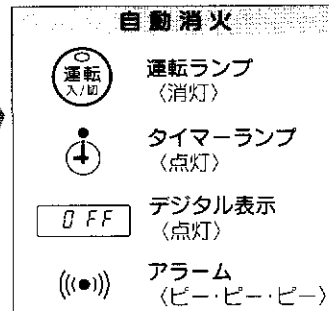 自動消火
運転
入/切
運転ランプ
〈消灯〉
タイマーランプ
〈点灯〉
OFF
デジタル表示
〈点灯〉
アラーム
〈ピー・ピー・ピー〉